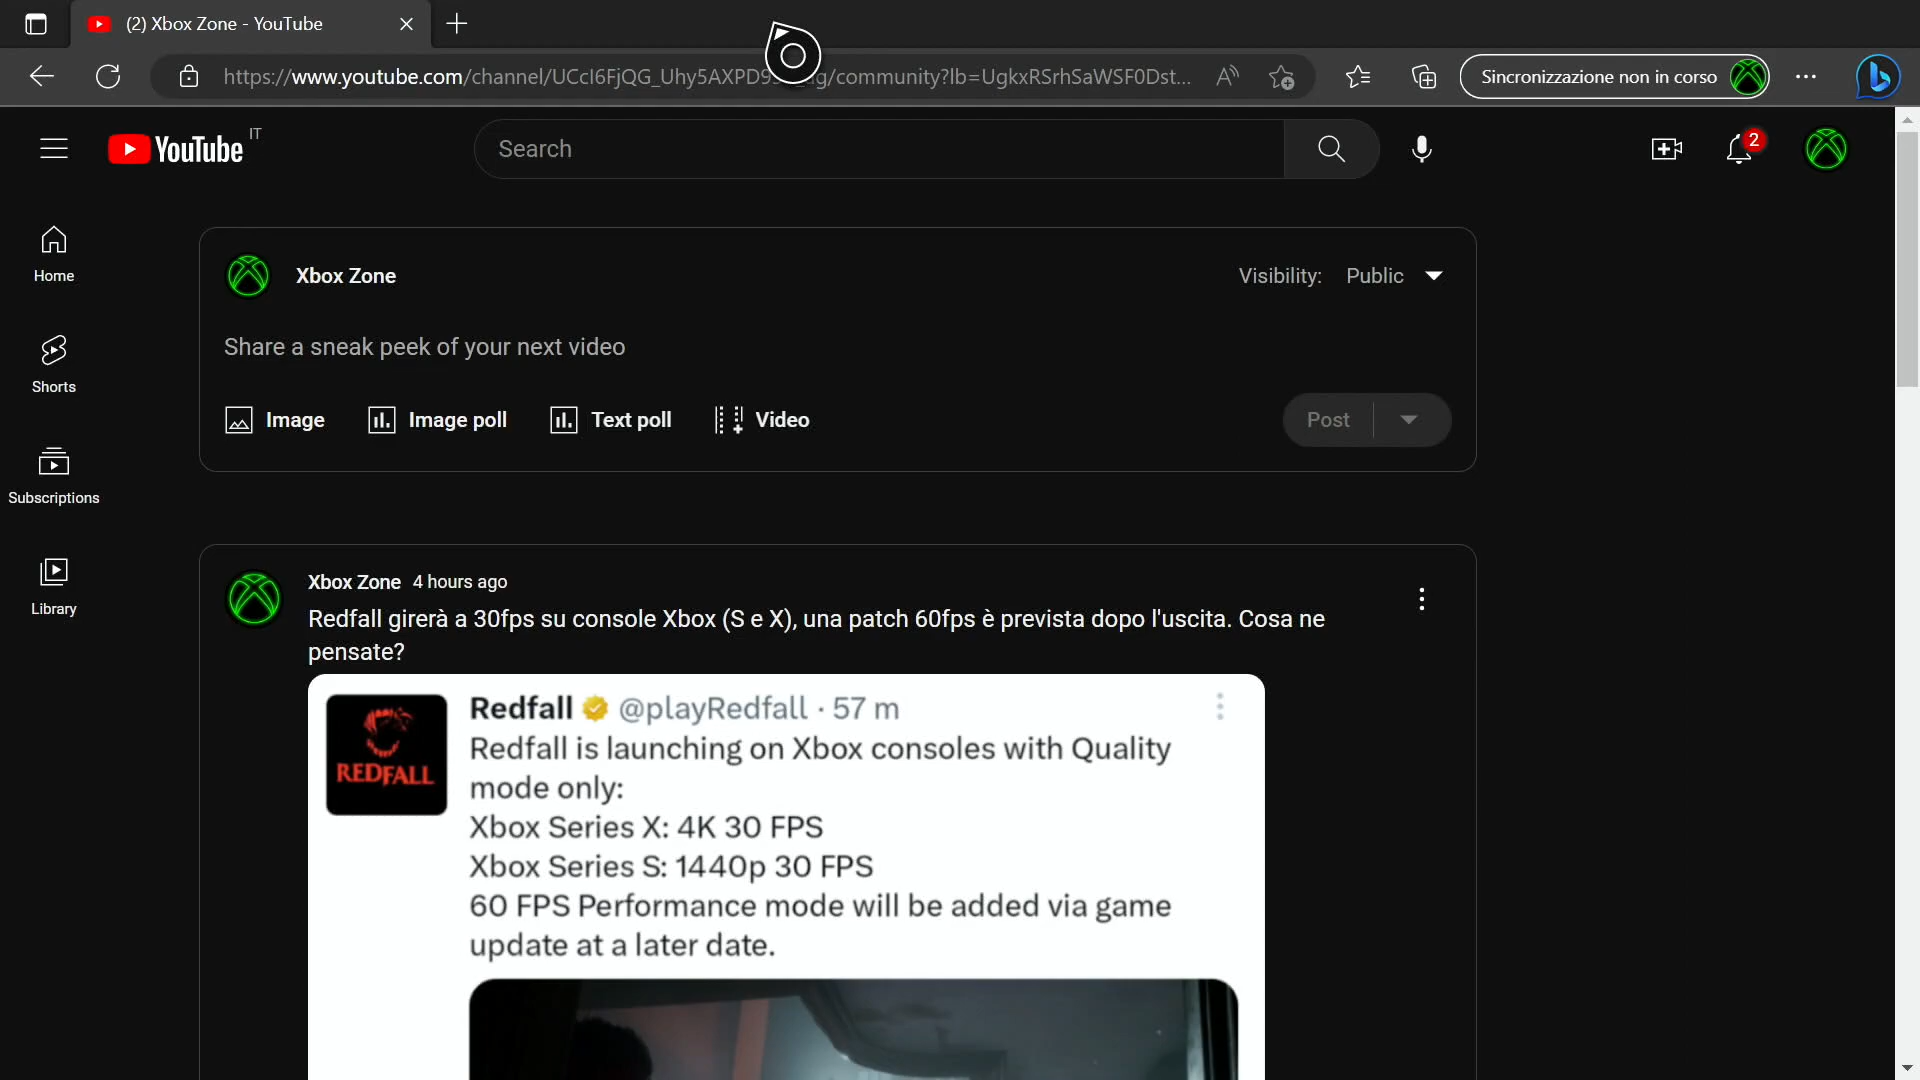 (2) Xbox Zone - YouTube
https://www.youtube.com/channel/UCcI6FjQG_Uhy5AXPD9 g/community?lb=UgkxRSrhSaWSF0Dst...
Sincronizzazione non in corso
YouTube IT
Search
2
Home
Shorts
Subscriptions
Library
Xbox Zone
Visibility: Public
Share a sneak peek of your next video
Image
Image poll
Text poll
Video
Post
Xbox Zone 4 hours ago
Redfall girerà a 30fps su console Xbox (S e X), una patch 60fps è prevista dopo l'uscita. Cosa ne
pensate?
REDFALL
Redfall @playRedfall · 57 m
Redfall is launching on Xbox consoles with Quality
mode only:
Xbox Series X: 4K 30 FPS
Xbox Series S: 1440p 30 FPS
60 FPS Performance mode will be added via game
update at a later date.